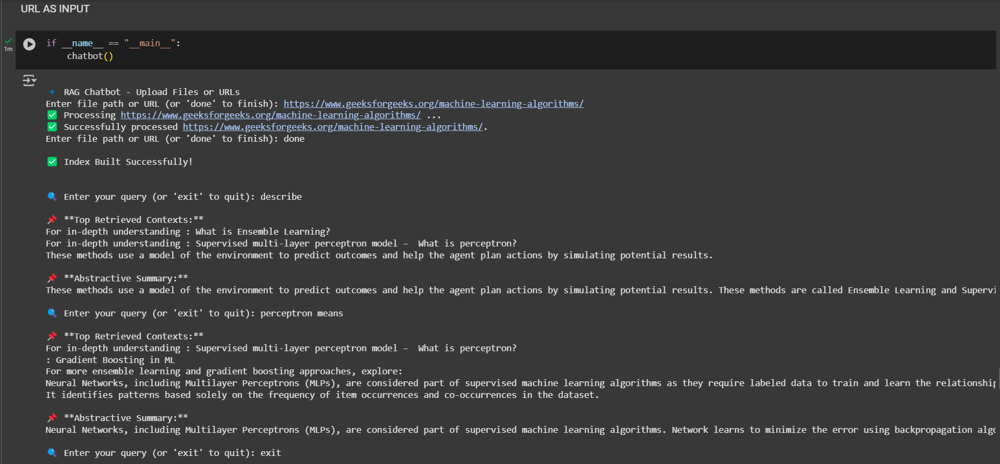 URL AS INPUT
1m
if __name__ == "__main__":
chatbot()
RAG Chatbot - Upload Files or URLs
Enter file path or URL (or 'done' to finish): https://www.geeksforgeeks.org/machine-learning-algorithms/
Processing https://www.geeksforgeeks.org/machine-learning-algorithms/ ...
Successfully processed https://www.geeksforgeeks.org/machine-learning-algorithms/.
Enter file path or URL (or 'done' to finish): done
Index Built Successfully!
Enter your query (or 'exit' to quit): describe
**Top Retrieved Contexts:**
For in-depth understanding : What is Ensemble Learning?
For in-depth understanding : Supervised multi-layer perceptron model – What is perceptron?
These methods use a model of the environment to predict outcomes and help the agent plan actions by simulating potential results.
**Abstractive Summary:**
These methods use a model of the environment to predict outcomes and help the agent plan actions by simulating potential results. These methods are called Ensemble Learning and Supervi
Enter your query (or 'exit' to quit): perceptron means
**Top Retrieved Contexts:**
For in-depth understanding : Supervised multi-layer perceptron model – What is perceptron?
: Gradient Boosting in ML
For more ensemble learning and gradient boosting approaches, explore:
Neural Networks, including Multilayer Perceptrons (MLPs), are considered part of supervised machine learning algorithms as they require labeled data to train and learn the relationship
It identifies patterns based solely on the frequency of item occurrences and co-occurrences in the dataset.
**Abstractive Summary:**
Neural Networks, including Multilayer Perceptrons (MLPs), are considered part of supervised machine learning algorithms. Network learns to minimize the error using backpropagation algo
Enter your query (or 'exit' to quit): exit